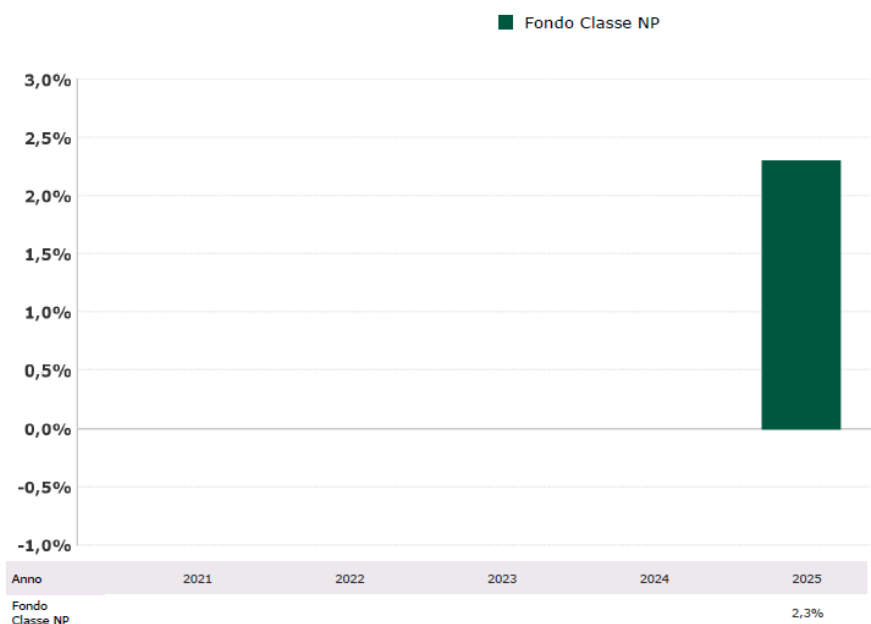 Fondo Classe NP
3,0%
2,5%
2,0%
1,5%
1,0%
0,5%
0,0%
-0,5%
-1,0%
Anno 2021 2022 2023 2024 2025
Fondo
Classe NP 2,3%